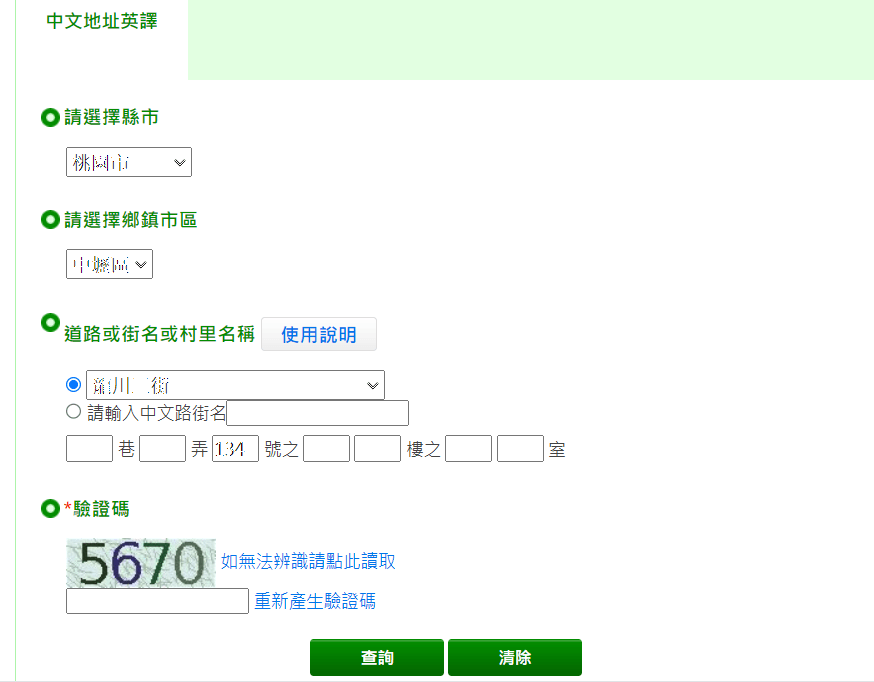 中文地址英譯
請選擇縣市
桃園市
請選擇鄉鎮市區
中壢區
道路或街名或村里名稱 使用說明
龍川二街
請輸入中文路街名
巷 弄 134 號之 樓之 室
*驗證碼
5670 如無法辨識請點此讀取
重新產生驗證碼
查詢 清除